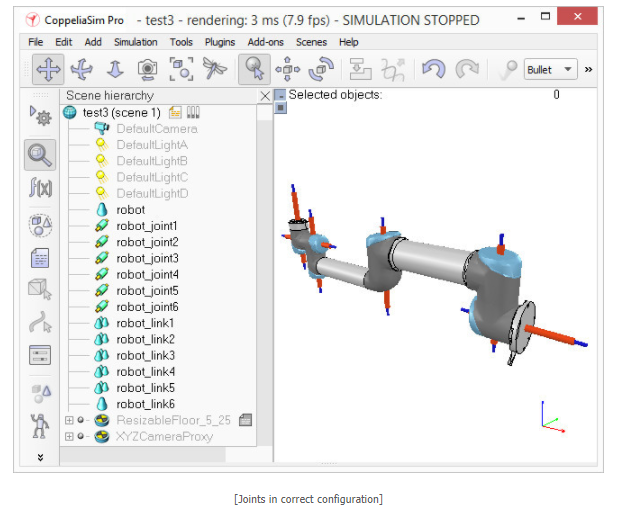 CoppeliaSim Pro - test3 - rendering: 3 ms (7.9 fps) - SIMULATION STOPPED
File Edit Add Simulation Tools Plugins Add-ons Scenes Help
Bullet
Scene hierarchy
Selected objects: 0
test3 (scene 1)
DefaultCamera
DefaultLightA
DefaultLightB
DefaultLightC
DefaultLightD
robot
robot_joint1
robot_joint2
robot_joint3
robot_joint4
robot_joint5
robot_joint6
robot_link1
robot_link2
robot_link3
robot_link4
robot_link5
robot_link6
ResizableFloor_5_25
XYZCameraProxy
f(x)
[Joints in correct configuration]